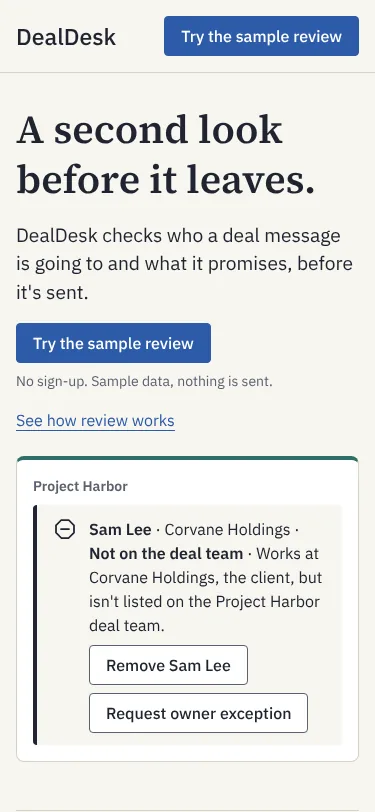 DealDesk
Try the sample review
A second look
before it leaves.
DealDesk checks who a deal message
is going to and what it promises, before
it's sent.
Try the sample review
No sign-up. Sample data, nothing is sent.
See how review works
Project Harbor
Sam Lee · Corvane Holdings ·
Not on the deal team · Works at
Corvane Holdings, the client, but
isn't listed on the Project Harbor
deal team.
Remove Sam Lee
Request owner exception